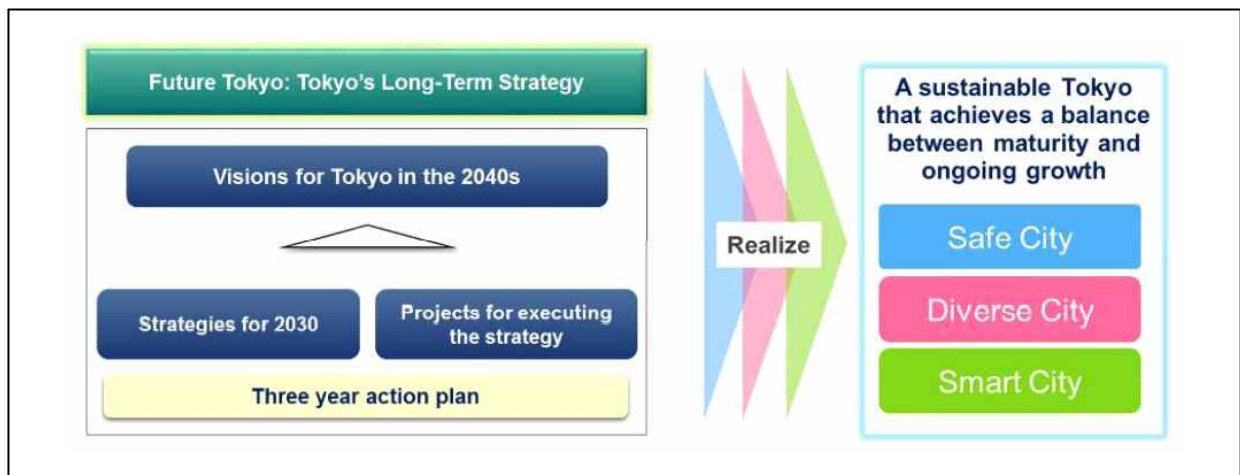 Future Tokyo: Tokyo's Long-Term Strategy
Visions for Tokyo in the 2040s
Strategies for 2030
Projects for executing
the strategy
Three year action plan
Realize
A sustainable Tokyo
that achieves a balance
between maturity and
ongoing growth
Safe City
Diverse City
Smart City